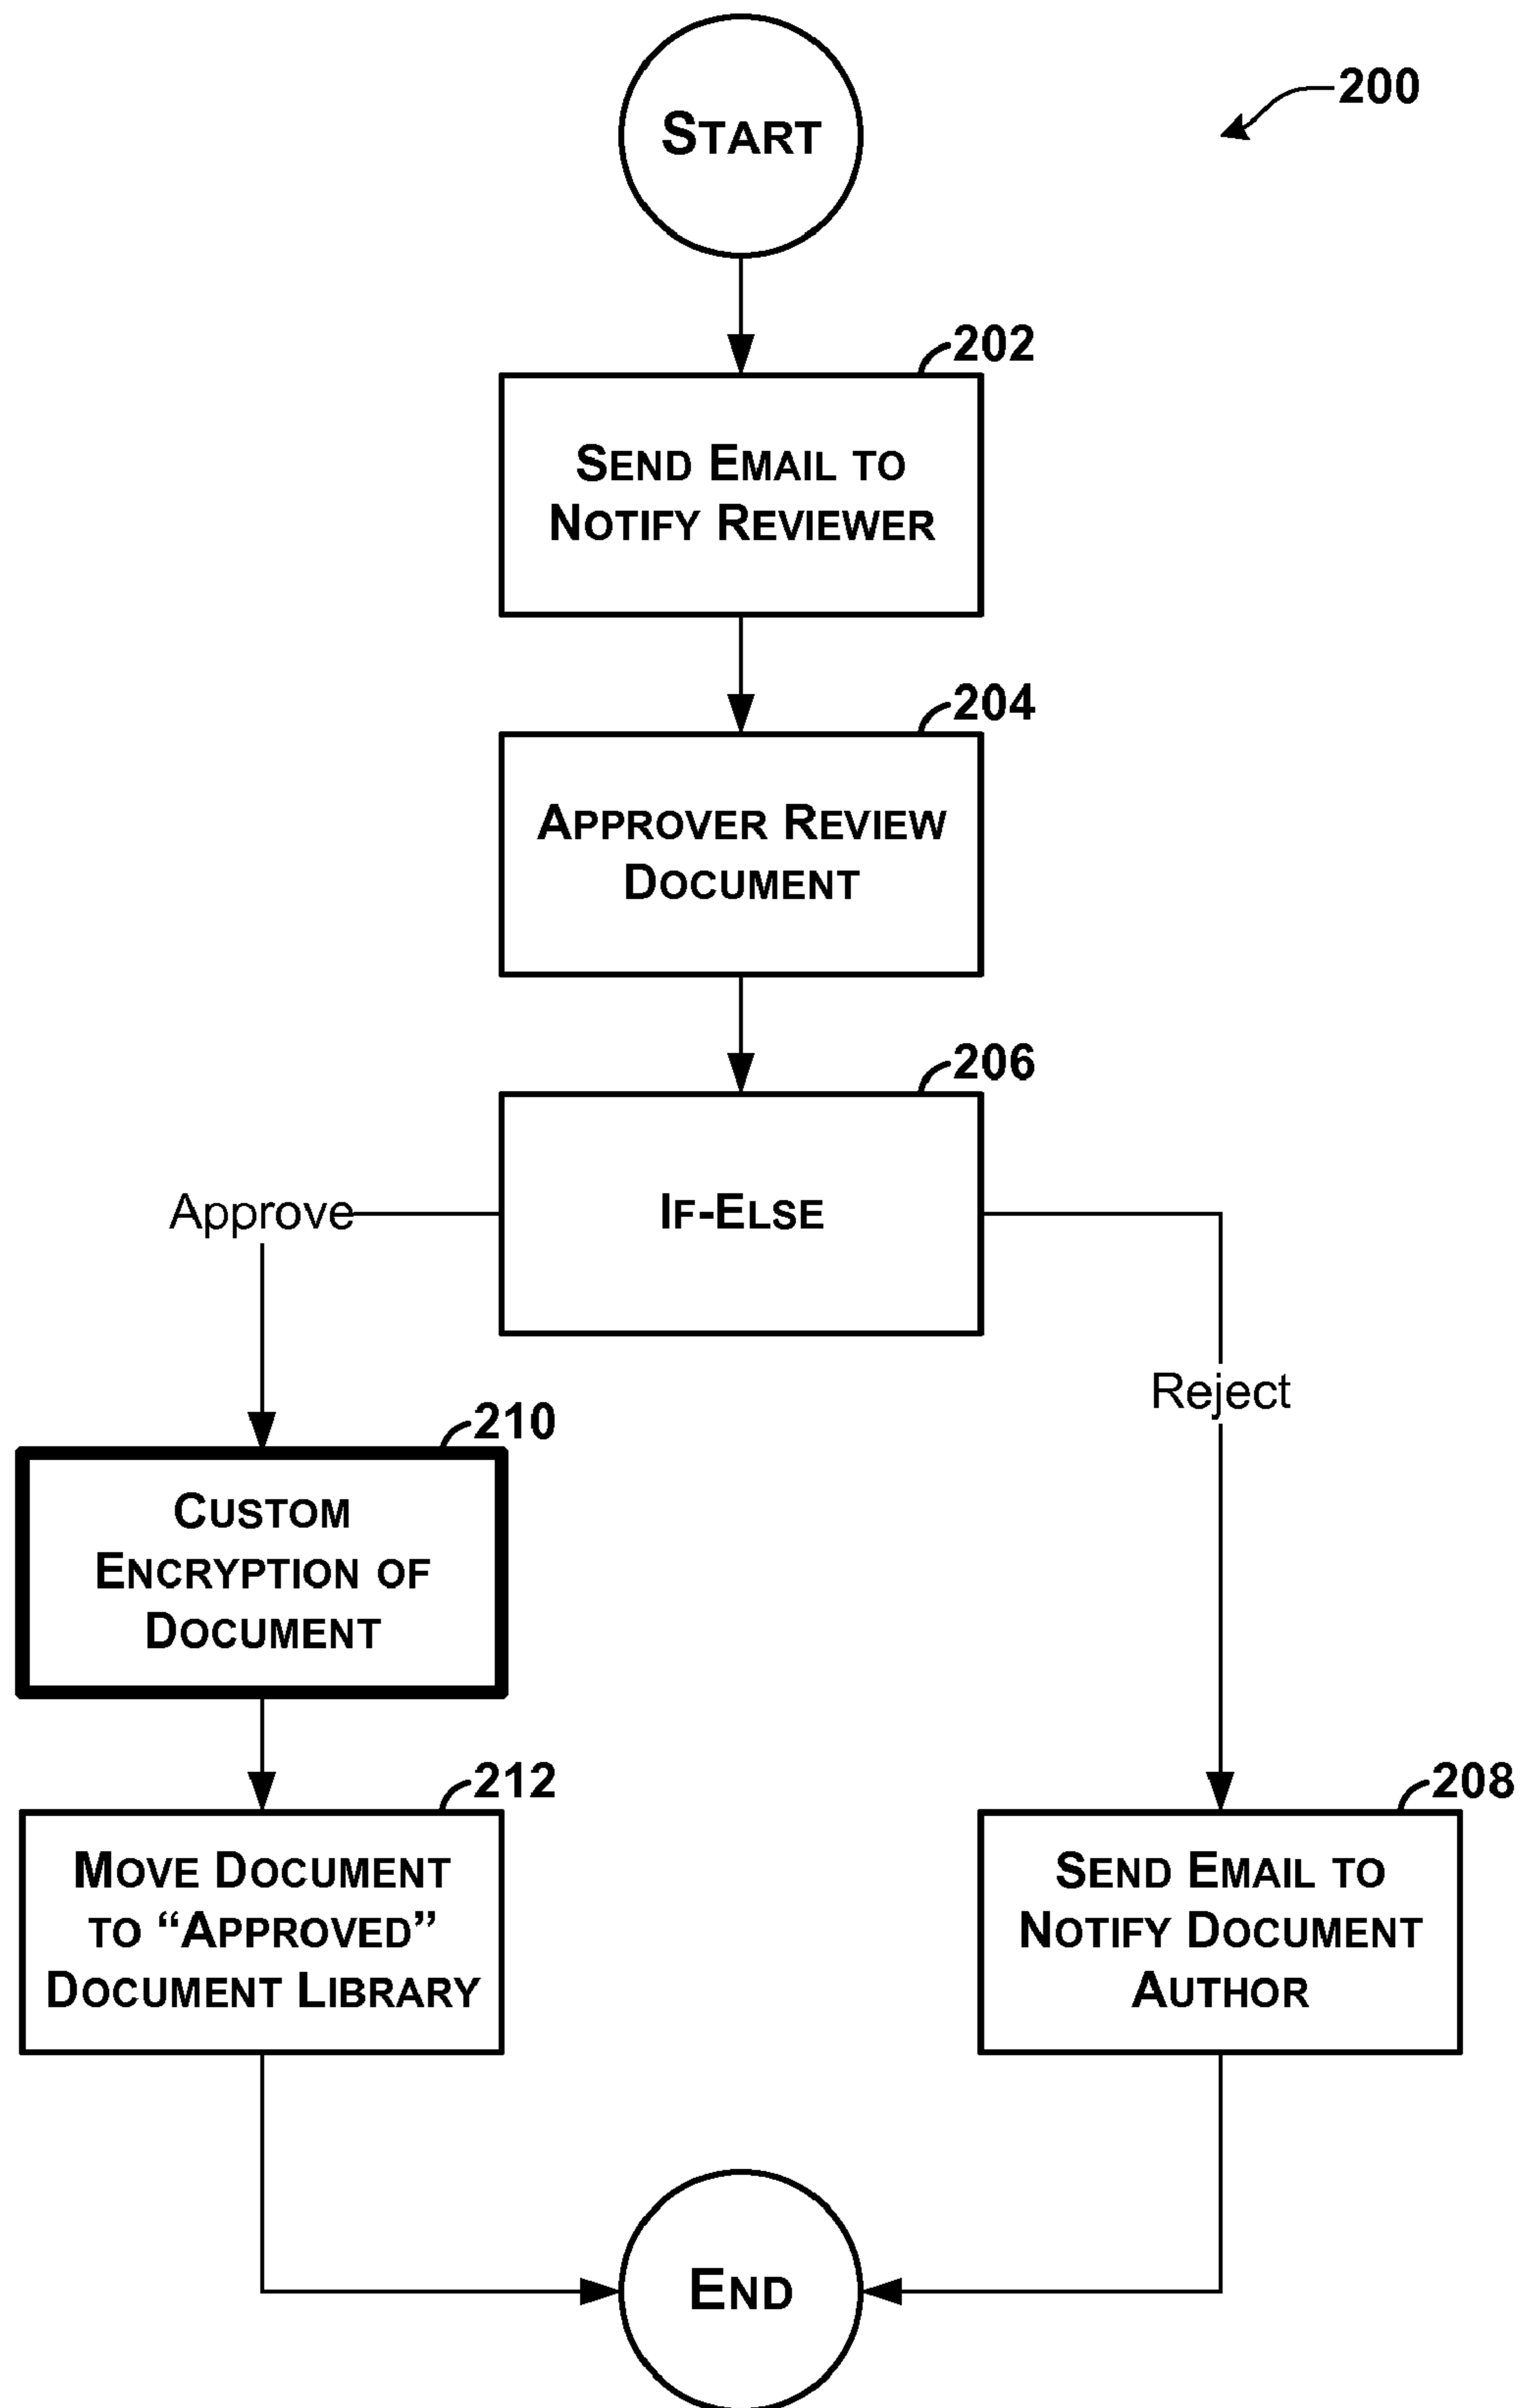 START
200
202
SEND EMAIL TO
NOTIFY REVIEWER
204
APPROVER REVIEW
DOCUMENT
206
IF-ELSE
Approve
Reject
210
CUSTOM
ENCRYPTION OF
DOCUMENT
212
MOVE DOCUMENT
TO “APPROVED”
DOCUMENT LIBRARY
208
SEND EMAIL TO
NOTIFY DOCUMENT
AUTHOR
END